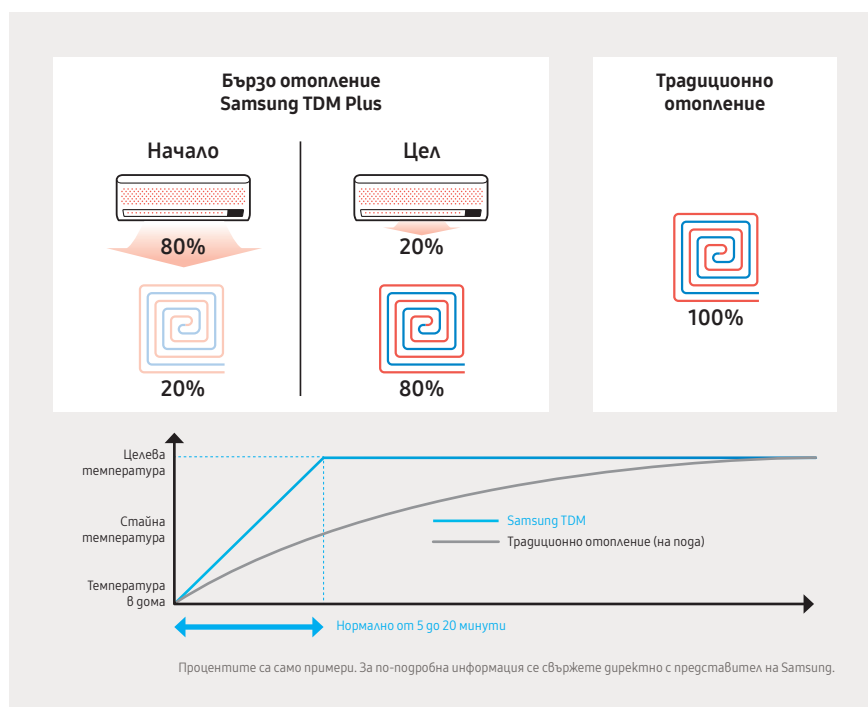 Бързо отопление
Samsung TDM Plus
Начало
Цел
80%
20%
20%
80%
Традиционно
отопление
100%
Целева
температура
Стайна
температура
Температура
в дома
Samsung TDM
Традиционно отопление (на пода)
Нормално от 5 до 20 минути
Процентите са само примери. За по-подробна информация се свържете директно с представител на Samsung.